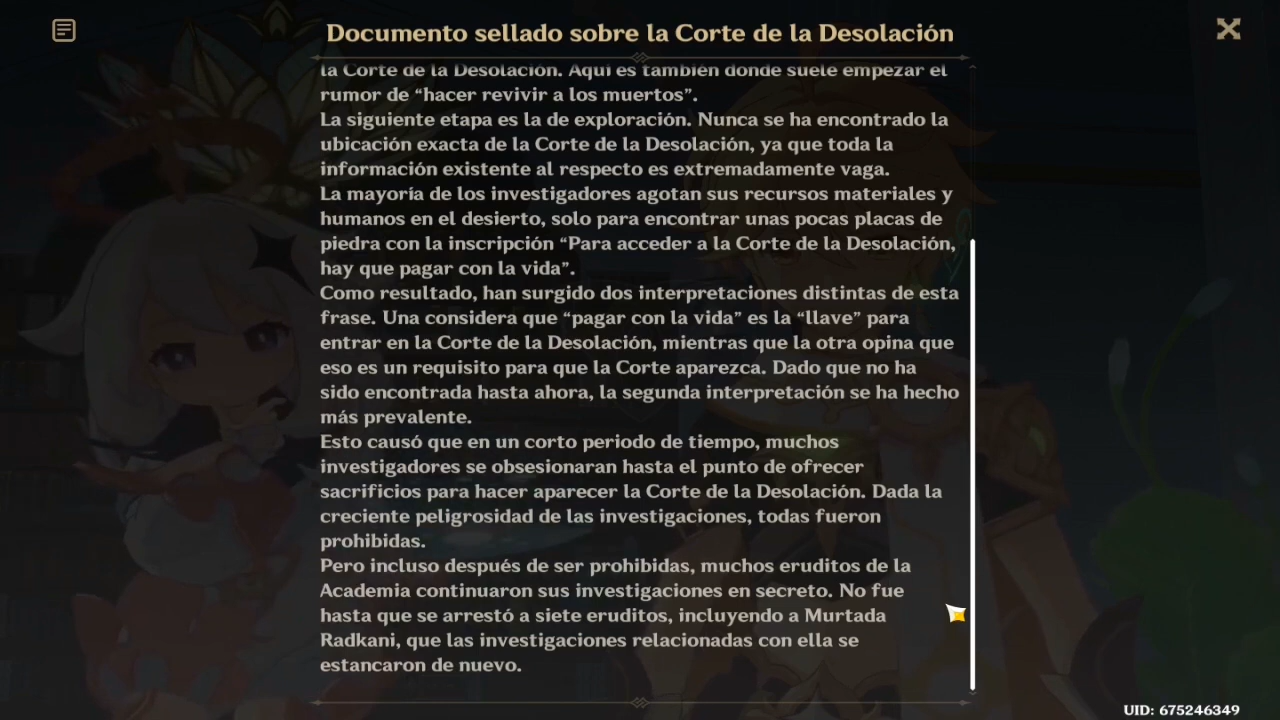 Documento sellado sobre la Corte de la Desolación
la Corte de la Desolación. Aquí es también donde suele empezar el
rumor de “hacer revivir a los muertos”.
La siguiente etapa es la de exploración. Nunca se ha encontrado la
ubicación exacta de la Corte de la Desolación, ya que toda la
información existente al respecto es extremadamente vaga.
La mayoría de los investigadores agotan sus recursos materiales y
humanos en el desierto, solo para encontrar unas pocas placas de
piedra con la inscripción “Para acceder a la Corte de la Desolación,
hay que pagar con la vida”.
Como resultado, han surgido dos interpretaciones distintas de esta
frase. Una considera que “pagar con la vida” es la “llave” para
entrar en la Corte de la Desolación, mientras que la otra opina que
eso es un requisito para que la Corte aparezca. Dado que no ha
sido encontrada hasta ahora, la segunda interpretación se ha hecho
más prevalente.
Esto causó que en un corto periodo de tiempo, muchos
investigadores se obsesionaran hasta el punto de ofrecer
sacrificios para hacer aparecer la Corte de la Desolación. Dada la
creciente peligrosidad de las investigaciones, todas fueron
prohibidas.
Pero incluso después de ser prohibidas, muchos eruditos de la
Academia continuaron sus investigaciones en secreto. No fue
hasta que se arrestó a siete eruditos, incluyendo a Murtada
Radkani, que las investigaciones relacionadas con ella se
estancaron de nuevo.
UID: 675246349